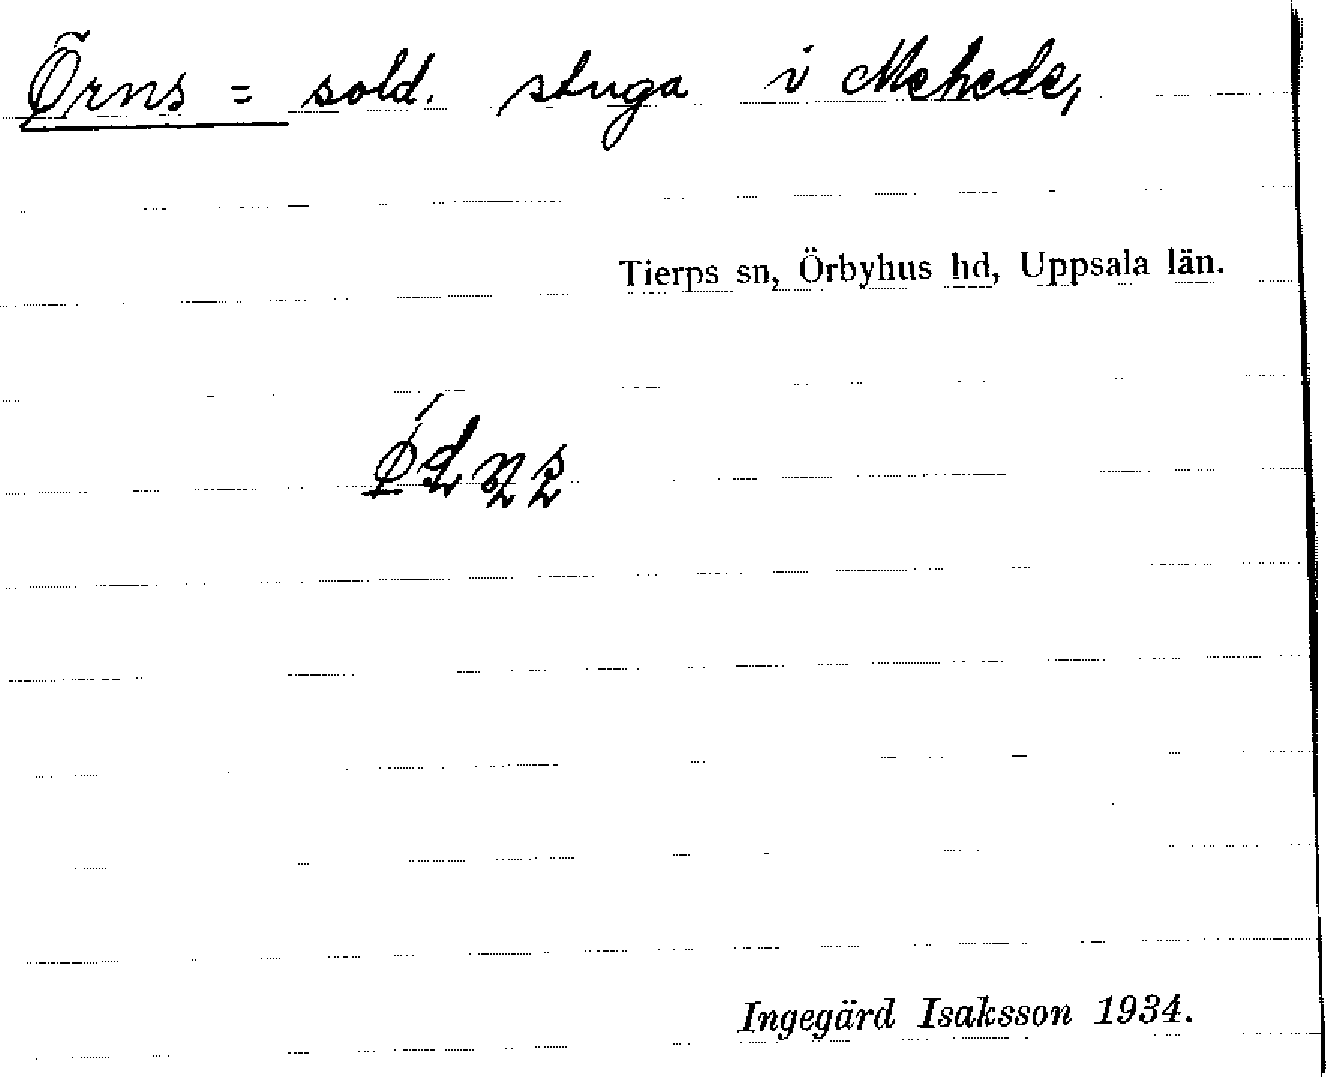 Örns = sold. stuga i Mehede,
Tierps sn, Örbyhus hd, Uppsala län.
Ingegärd Isaksson 1934.